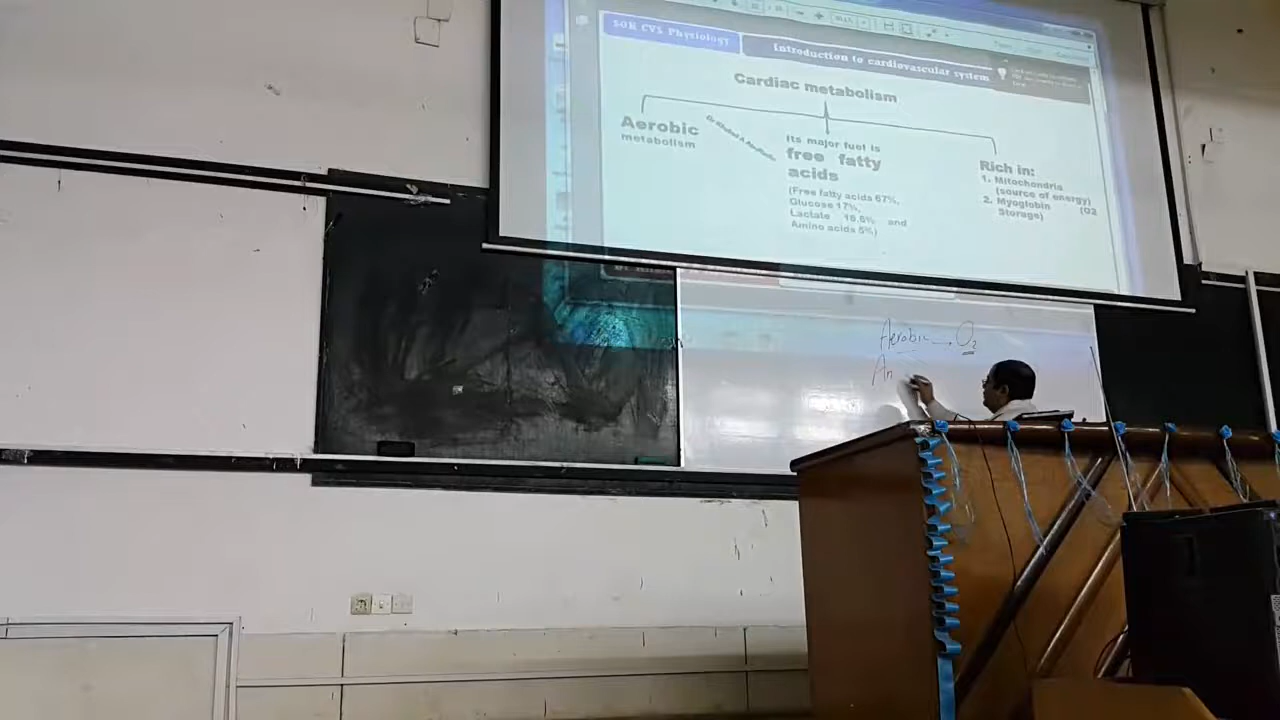 SOH CVS Physiology
Introduction to cardiovascular system
Cardiac metabolism
Aerobic
metabolism
Its major fuel is
free fatty
acids
(Free fatty acids 67%,
Glucose 17%,
Lactate 16.6% and
Amino acids 5%)
Rich in:
1. Mitochondria
(source of energy)
2. Myoglobin (O2
Storage)
Aerobic → O₂
An